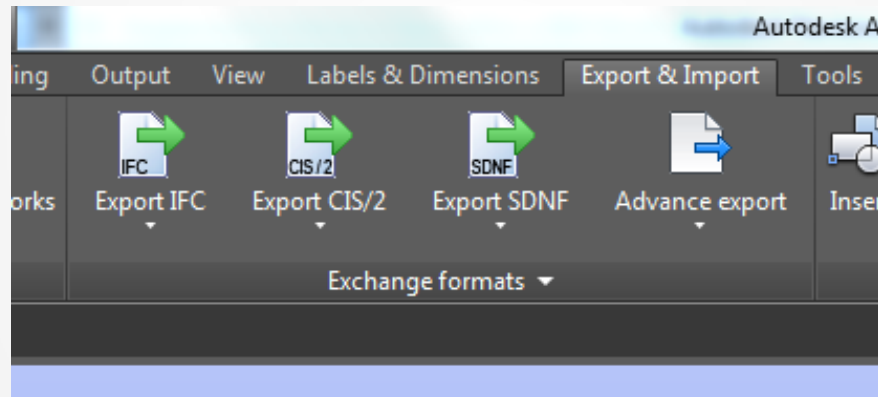 Autodesk A
ing Output View Labels & Dimensions Export & Import Tools
IFC CIS/2 SDNF
orks Export IFC Export CIS/2 Export SDNF Advance export Inser
Exchange formats